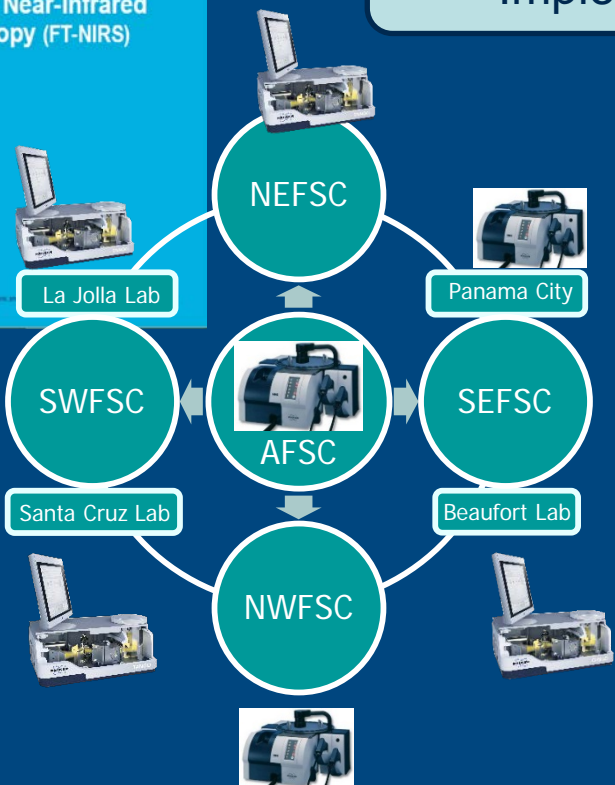 Near-Infrared
opy (FT-NIRS)
Imple
NEFSC
La Jolla Lab
Panama City
SWFSC
AFSC
SEFSC
Santa Cruz Lab
Beaufort Lab
NWFSC